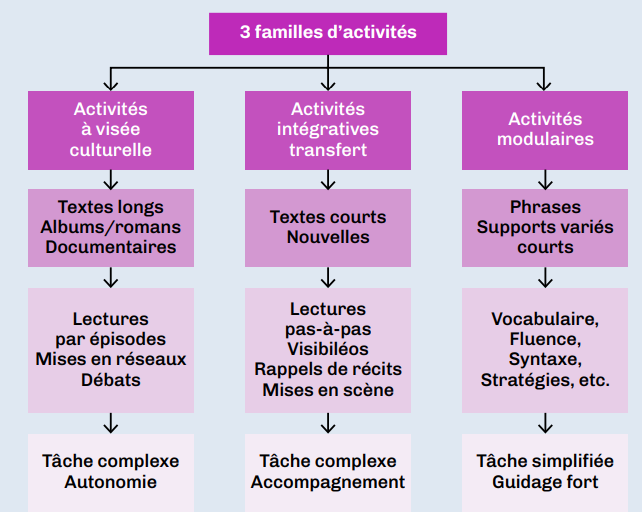 3 familles d’activités
Activités
à visée
culturelle
Activités
intégratives
transfert
Activités
modulaires
Textes longs
Albums/romans
Documentaires
Textes courts
Nouvelles
Phrases
Supports variés
courts
Lectures
par épisodes
Mises en réseaux
Débats
Lectures
pas-à-pas
Visibiléos
Rappels de récits
Mises en scène
Vocabulaire,
Fluence,
Syntaxe,
Stratégies, etc.
Tâche complexe
Autonomie
Tâche complexe
Accompagnement
Tâche simplifiée
Guidage fort